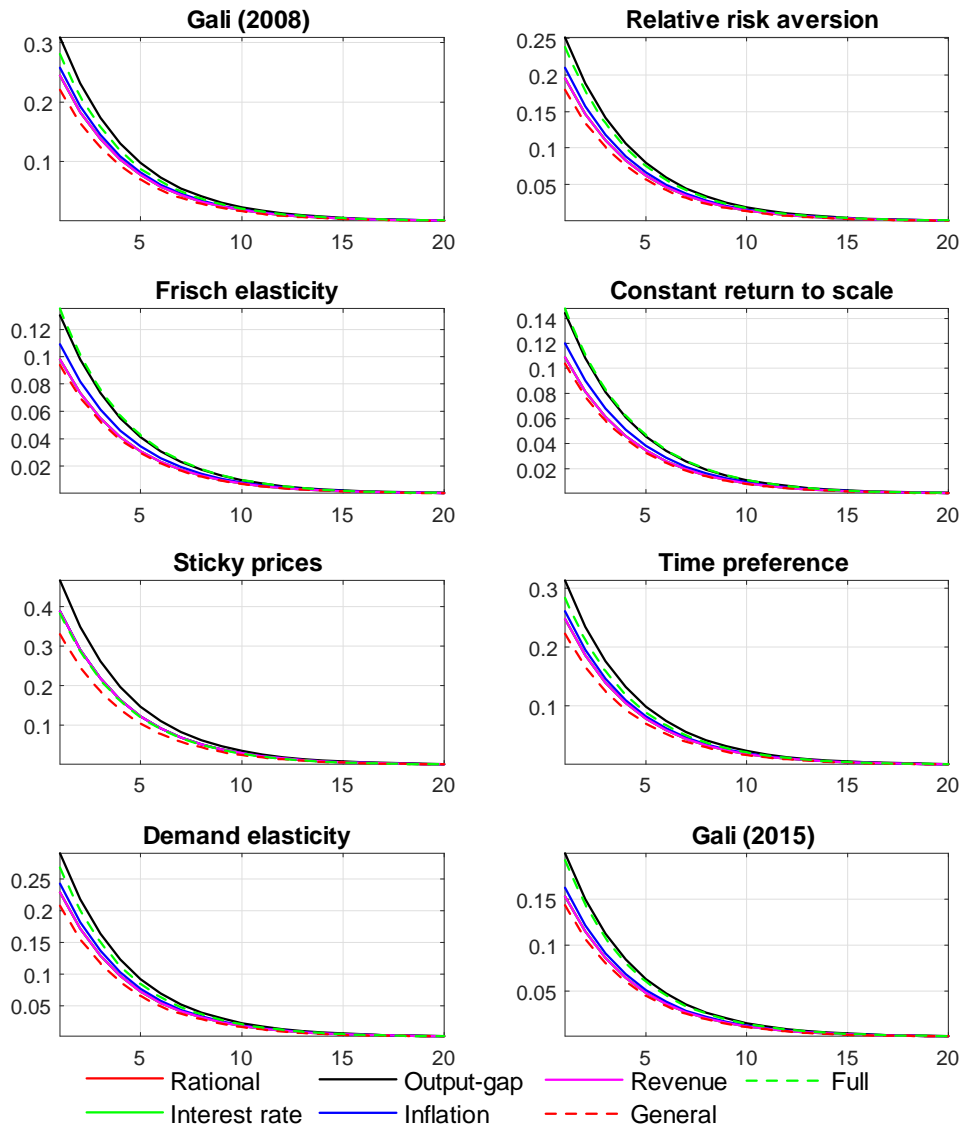 Gali (2008)
0.3
0.2
0.1
5 10 15 20
Relative risk aversion
0.25
0.2
0.15
0.1
0.05
5 10 15 20
Frisch elasticity
0.12
0.1
0.08
0.06
0.04
0.02
5 10 15 20
Constant return to scale
0.14
0.12
0.1
0.08
0.06
0.04
0.02
5 10 15 20
Sticky prices
0.4
0.3
0.2
0.1
5 10 15 20
Time preference
0.3
0.2
0.1
5 10 15 20
Demand elasticity
0.25
0.2
0.15
0.1
0.05
5 10 15 20
Gali (2015)
0.15
0.1
0.05
5 10 15 20
Rational Output-gap Revenue Full
Interest rate Inflation General